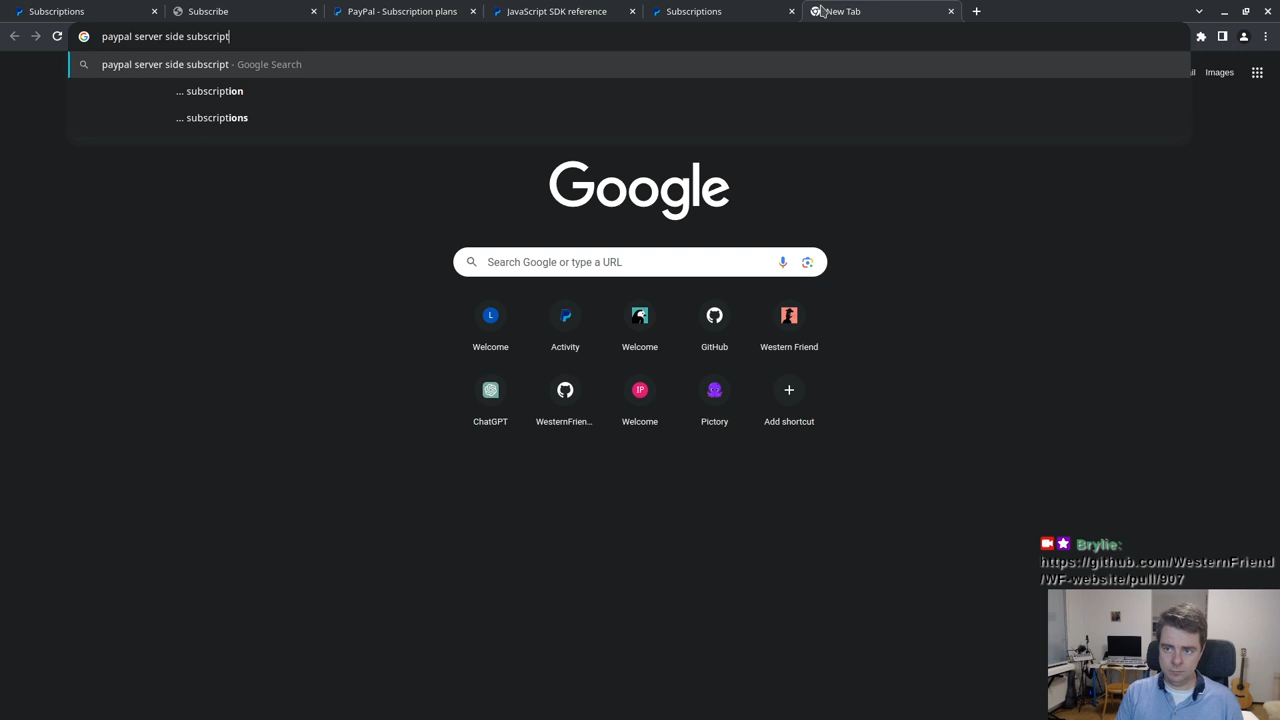 Subscriptions
Subscribe
PayPal - Subscription plans
JavaScript SDK reference
Subscriptions
New Tab
paypal server side subscript
paypal server side subscript - Google Search
... subscription
... subscriptions
Images
Google
Search Google or type a URL
L
Welcome
Activity
Welcome
GitHub
Western Friend
ChatGPT
WesternFrien...
IP
Welcome
Pictory
Add shortcut
Brylie:
https://github.com/WesternFriend
/WF-website/pull/907